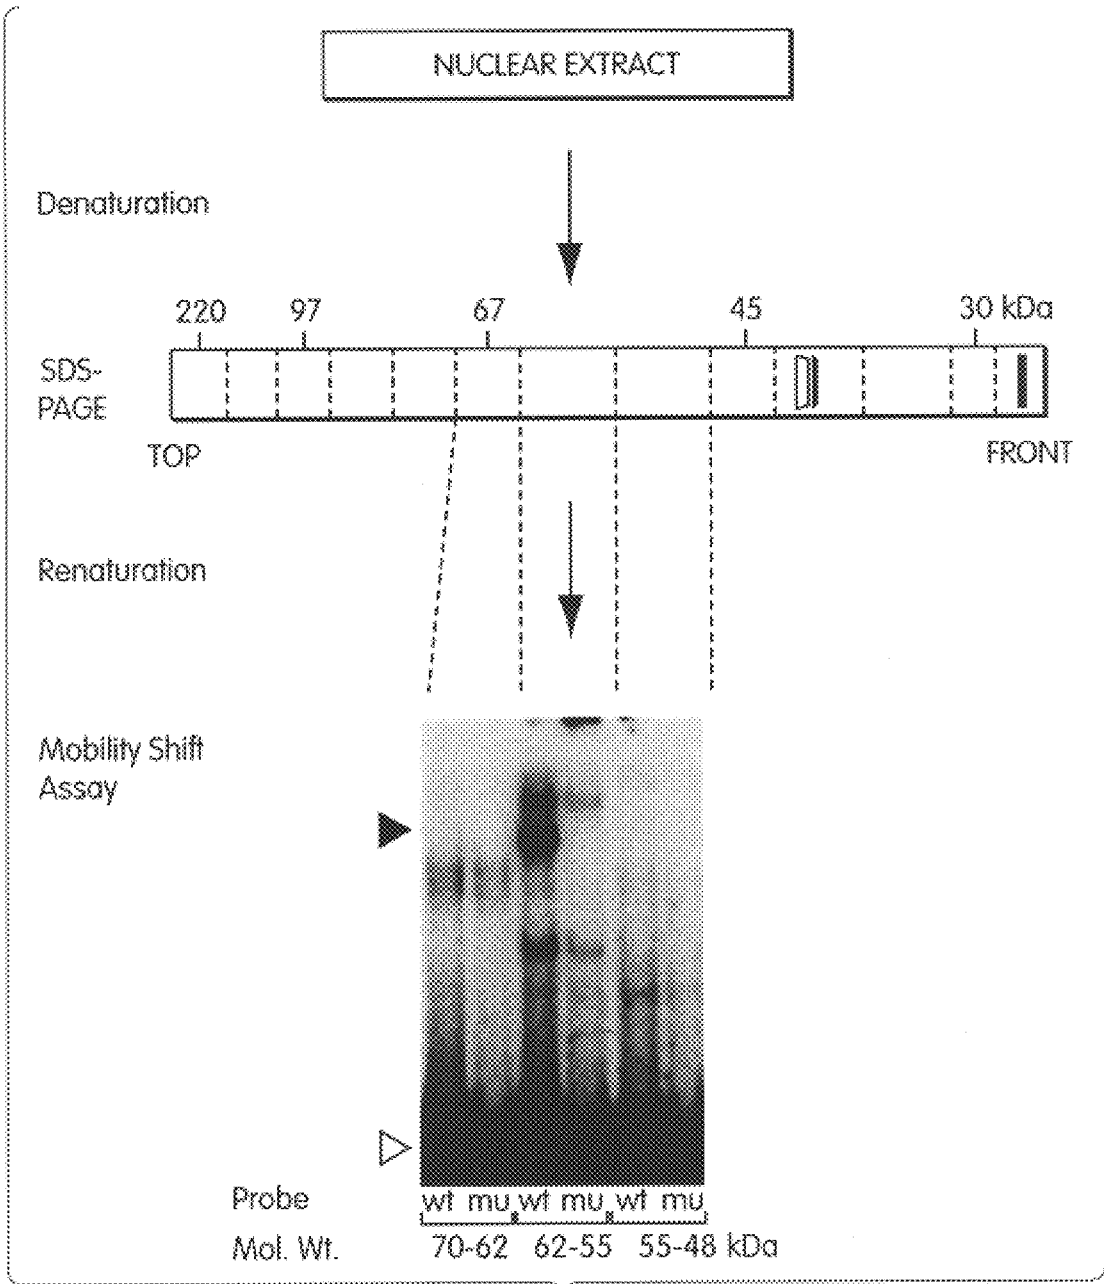 NUCLEAR EXTRACT
Denaturation
220 97 67 45 30 kDa
SDS-
PAGE
TOP FRONT
Renaturation
Mobility Shift
Assay
Probe wt mu wt mu wt mu
Mol. Wt. 70-62 62-55 55-48 kDa